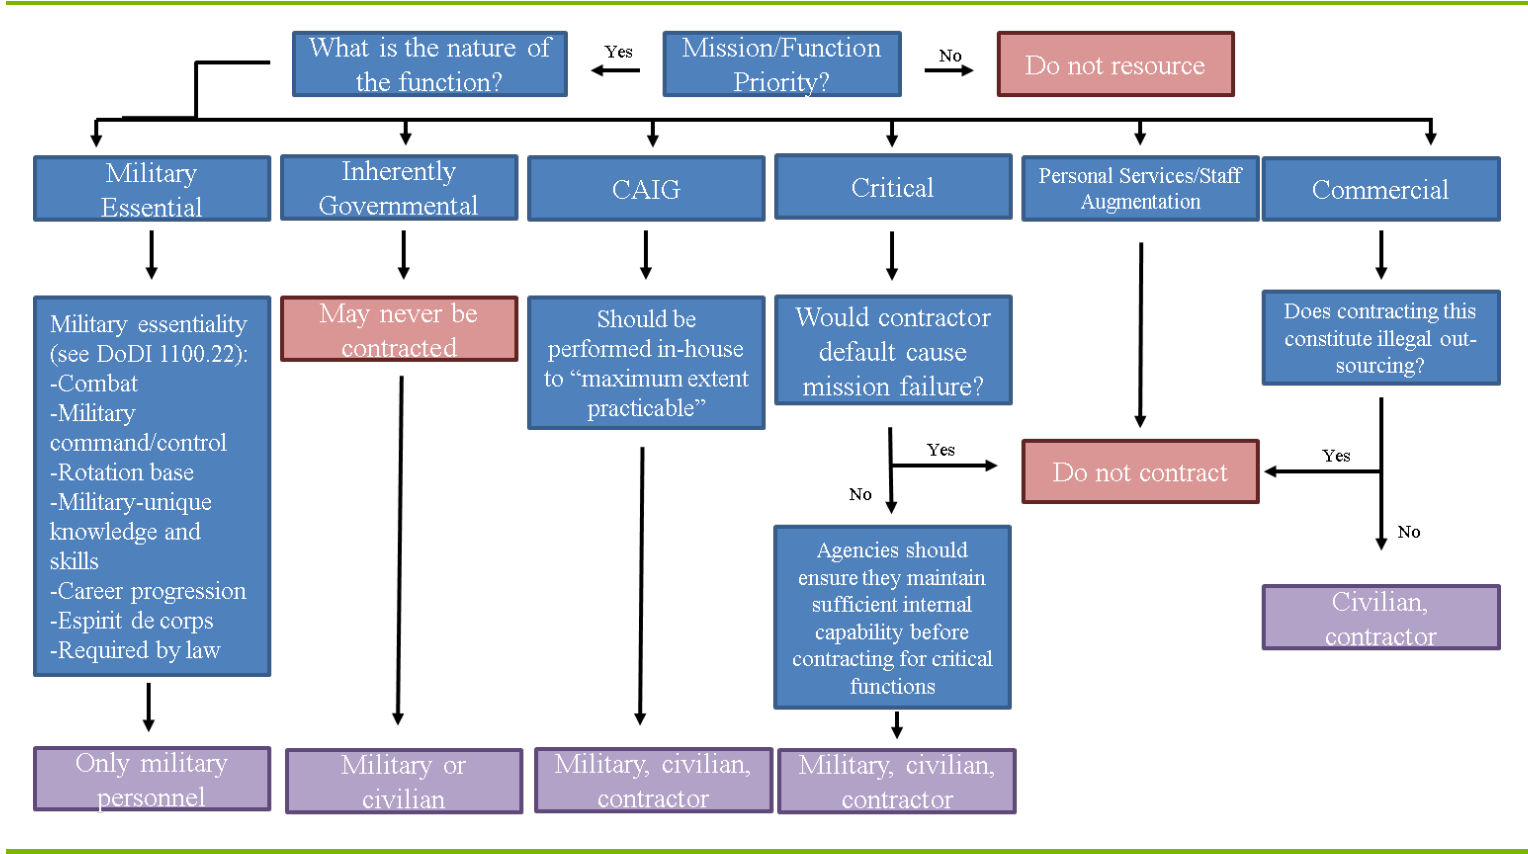 What is the nature of
the function?
Yes
Mission/Function
Priority?
No
Do not resource
Military
Essential
Inherently
Governmental
CAIG
Critical
Personal Services/Staff
Augmentation
Commercial
Military essentiality
(see DoDI 1100.22):
-Combat
-Military
command/control
-Rotation base
-Military-unique
knowledge and
skills
-Career progression
-Espirit de corps
-Required by law
May never be
contracted
Should be
performed in-house
to “maximum extent
practicable”
Would contractor
default cause
mission failure?
Does contracting this
constitute illegal out-
sourcing?
Yes
Do not contract
Yes
No
No
Agencies should
ensure they maintain
sufficient internal
capability before
contracting for critical
functions
Civilian,
contractor
Only military
personnel
Military or
civilian
Military, civilian,
contractor
Military, civilian,
contractor